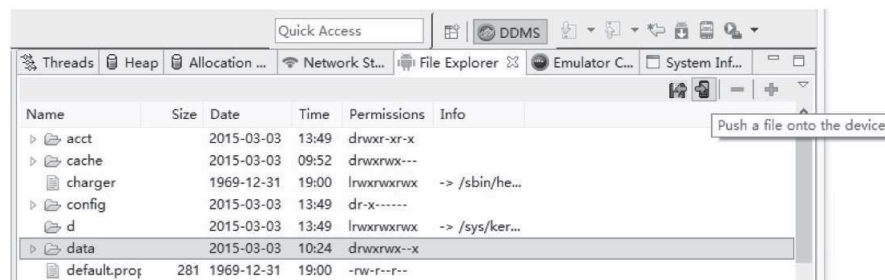 Quick Access DDMS
Threads Heap Allocation ... Network St... File Explorer Emulator C... System Inf...
Push a file onto the device
Name Size Date Time Permissions Info
acct 2015-03-03 13:49 drwxr-xr-x
cache 2015-03-03 09:52 drwxrwx---
charger 1969-12-31 19:00 lrwxrwxrwx -> /sbin/he...
config 2015-03-03 13:49 dr-x------
d 2015-03-03 13:49 lrwxrwxrwx -> /sys/ker...
data 2015-03-03 10:24 drwxrwx--x
default.prop 281 1969-12-31 19:00 -rw-r--r--